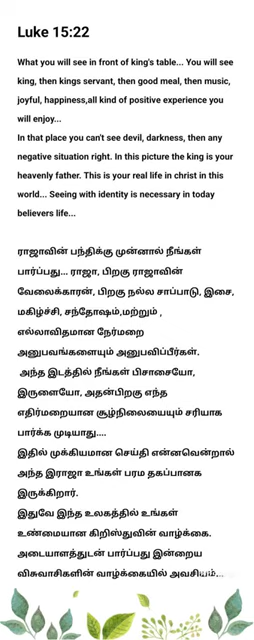 Luke 15:22
What you will see in front of king's table... You will see
king, then kings servant, then good meal, then music,
joyful, happiness,all kind of positive experience you
will enjoy...
In that place you can't see devil, darkness, then any
negative situation right. In this picture the king is your
heavenly father. This is your real life in christ in this
world... Seeing with identity is necessary in today
believers life...
ராஜாவின் பந்திக்கு முன்னால் நீங்கள்
பார்ப்பது... ராஜா, பிறகு ராஜாவின்
வேலைக்காரன், பிறகு நல்ல சாப்பாடு, இசை,
மகிழ்ச்சி, சந்தோஷம்,மற்றும் ,
எல்லாவிதமான நேர்மறை
அனுபவங்களையும் அனுபவிப்பீர்கள்.
அந்த இடத்தில் நீங்கள் பிசாசையோ,
இருளையோ, அதன்பிறகு எந்த
எதிர்மறையான சூழ்நிலையையும் சரியாக
பார்க்க முடியாது....
இதில் முக்கியமான செய்தி என்னவென்றால்
அந்த இராஜா உங்கள் பரம தகப்பானக
இருக்கிறார்.
இதுவே இந்த உலகத்தில் உங்கள்
உண்மையான கிறிஸ்துவின் வாழ்க்கை.
அடையாளத்துடன் பார்ப்பது இன்றைய
விசுவாசிகளின் வாழ்க்கையில் அவசியம்...